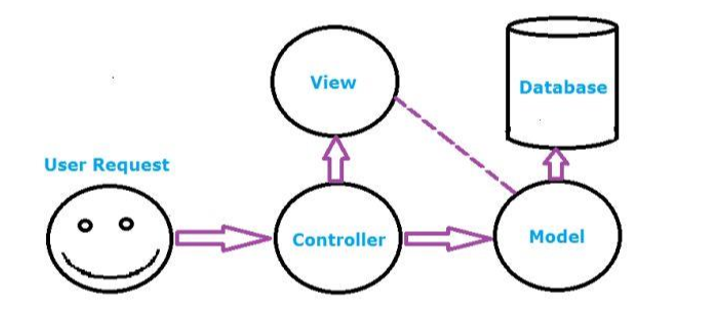 View
Database
User Request
Controller
Model